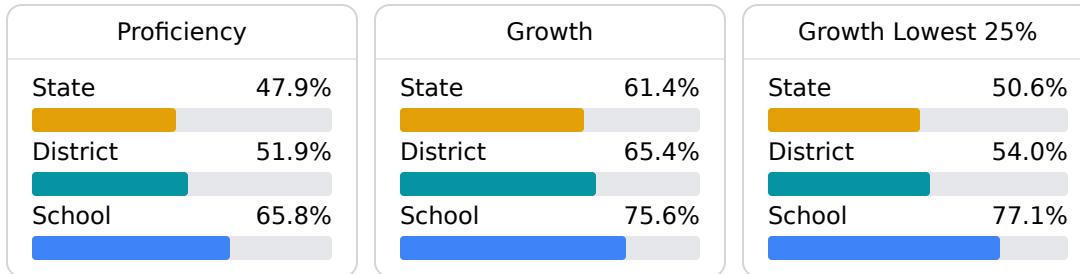 Proficiency
State 47.9%
District 51.9%
School 65.8%
Growth
State 61.4%
District 65.4%
School 75.6%
Growth Lowest 25%
State 50.6%
District 54.0%
School 77.1%